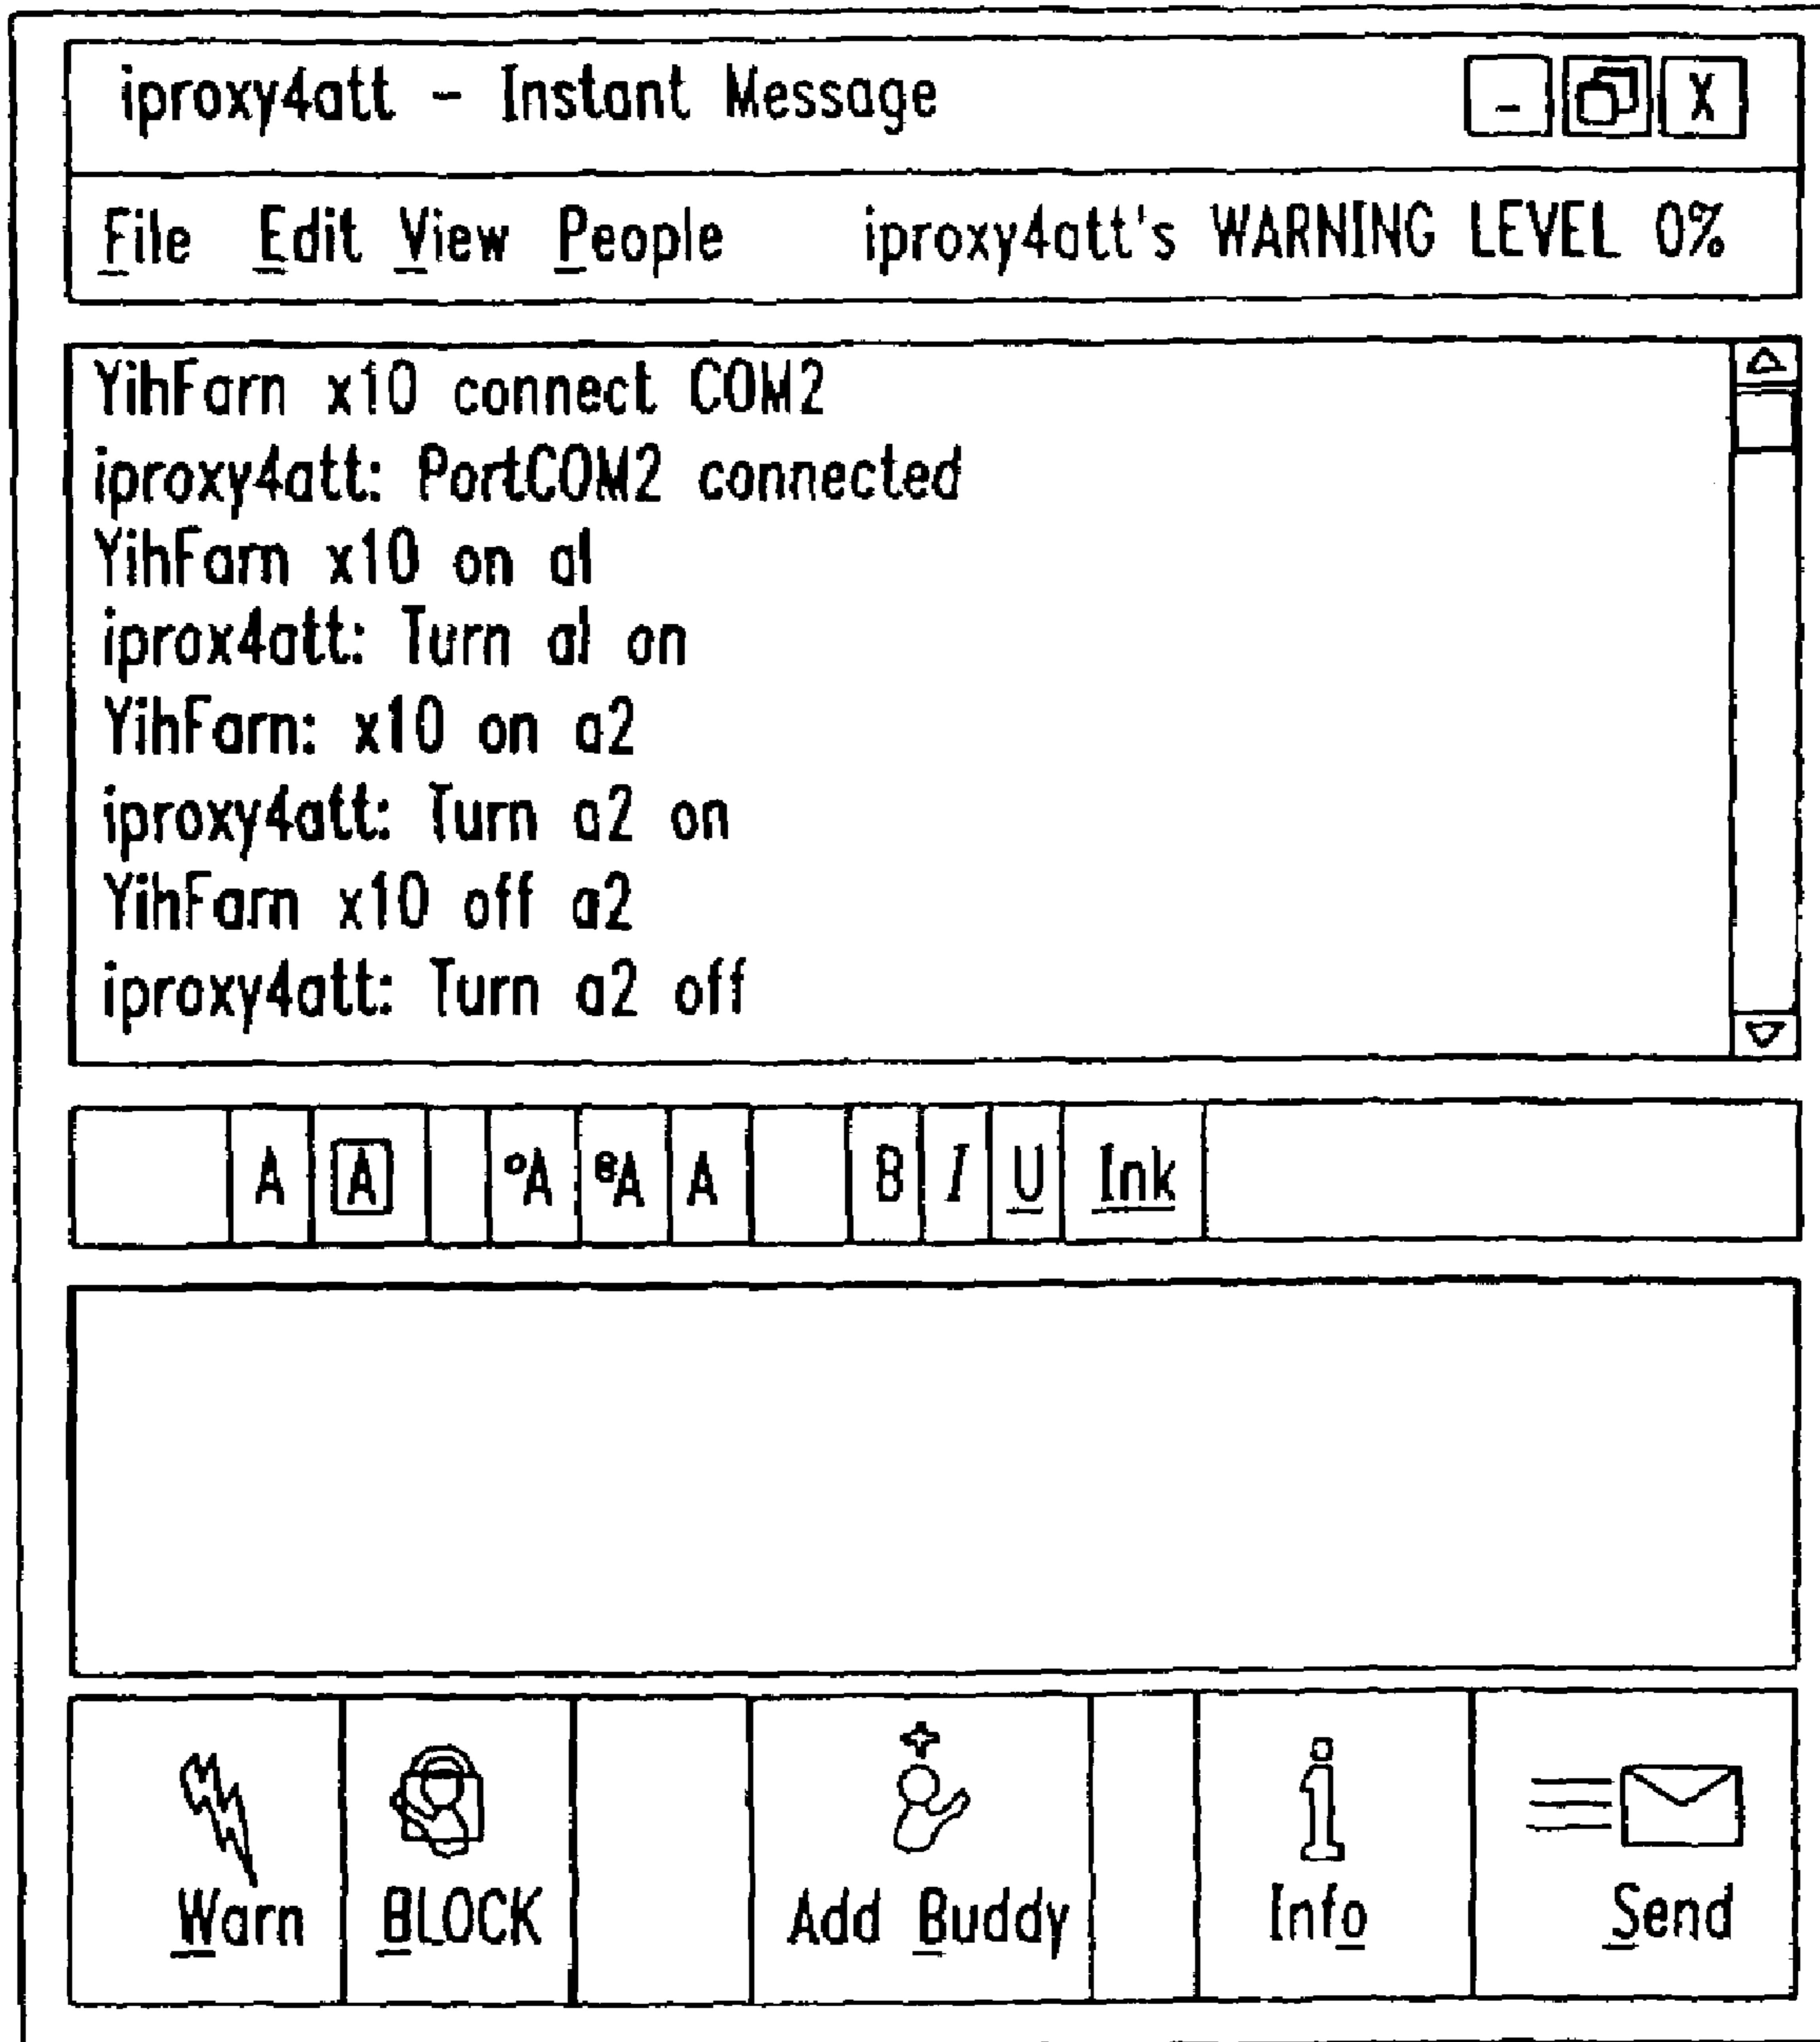 iproxy4att - Instant Message - X
File Edit View People iproxy4att's WARNING LEVEL 0%
YihFarn x10 connect COM2
iproxy4att: PortCOM2 connected
YihFarn x10 on a1
iprox4att: Turn a1 on
YihFarn: x10 on a2
iproxy4att: Turn a2 on
YihFarn x10 off a2
iproxy4att: Turn a2 off
A A oA eA A B I U Ink
Warn BLOCK Add Buddy Info Send